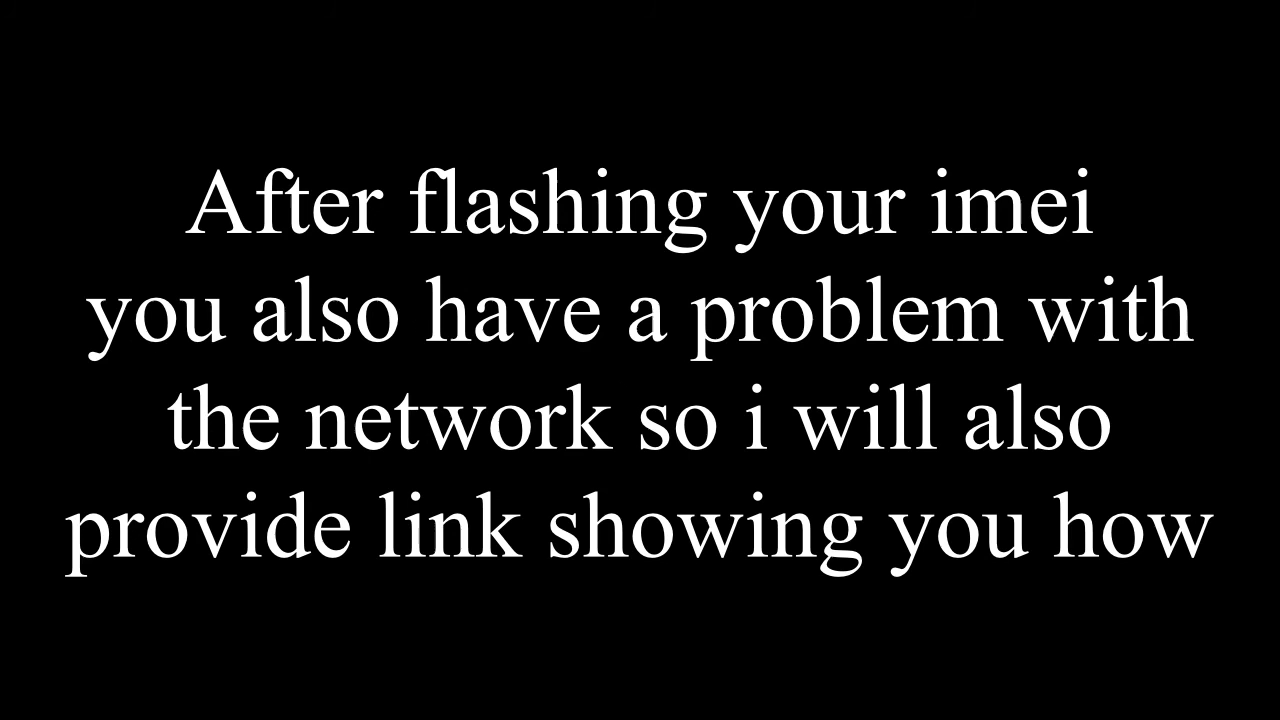 After flashing your imei
you also have a problem with
the network so i will also
provide link showing you how